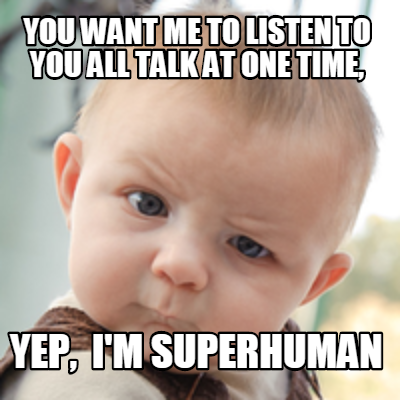 YOU WANT ME TO LISTEN TO
YOU ALL TALK AT ONE TIME,
YEP, I'M SUPERHUMAN